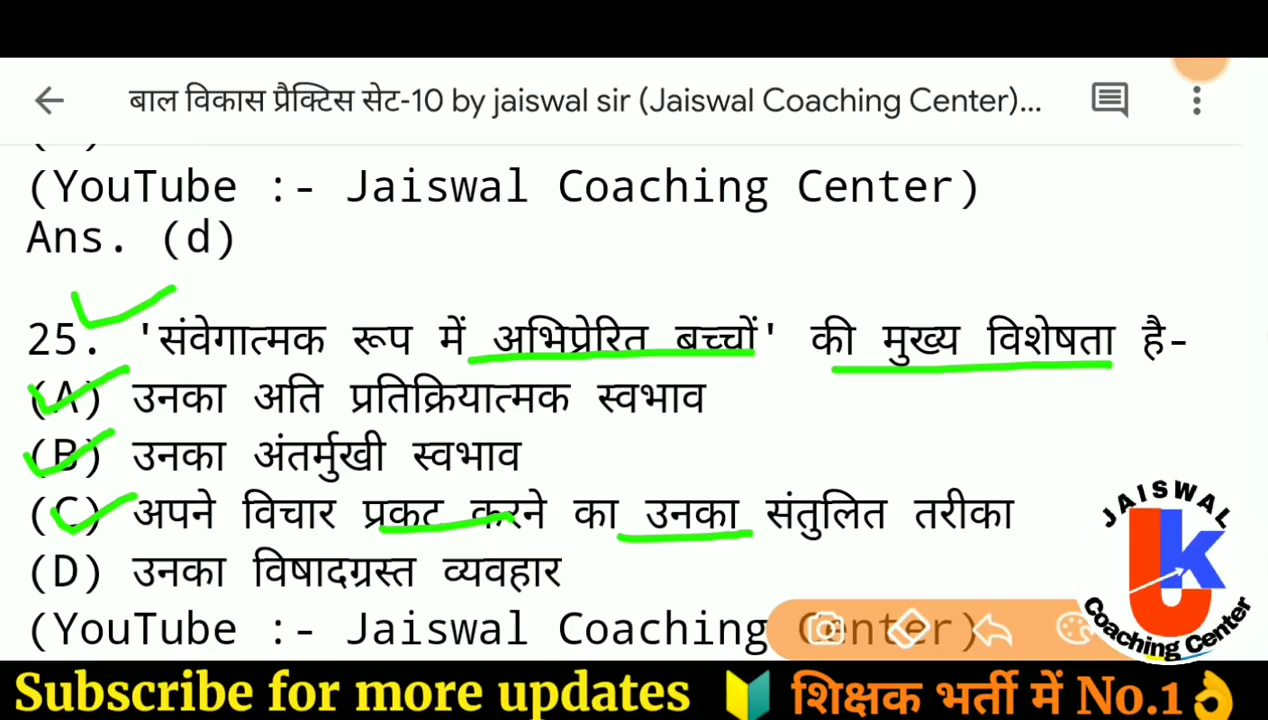 बाल विकास प्रैक्टिस सेट-10 by jaiswal sir (Jaiswal Coaching Center)...
(YouTube :- Jaiswal Coaching Center)
Ans. (d)
25. 'संवेगात्मक रूप में अभिप्रेरित बच्चों' की मुख्य विशेषता है-
(A) उनका अति प्रतिक्रियात्मक स्वभाव
(B) उनका अंतर्मुखी स्वभाव
(C) अपने विचार प्रकट करने का उनका संतुलित तरीका
(D) उनका विषादग्रस्त व्यवहार
(YouTube :- Jaiswal Coaching Center)
JAISWAL
UK
Coaching Center
Subscribe for more updates 🔰 शिक्षक भर्ती में No.1👌